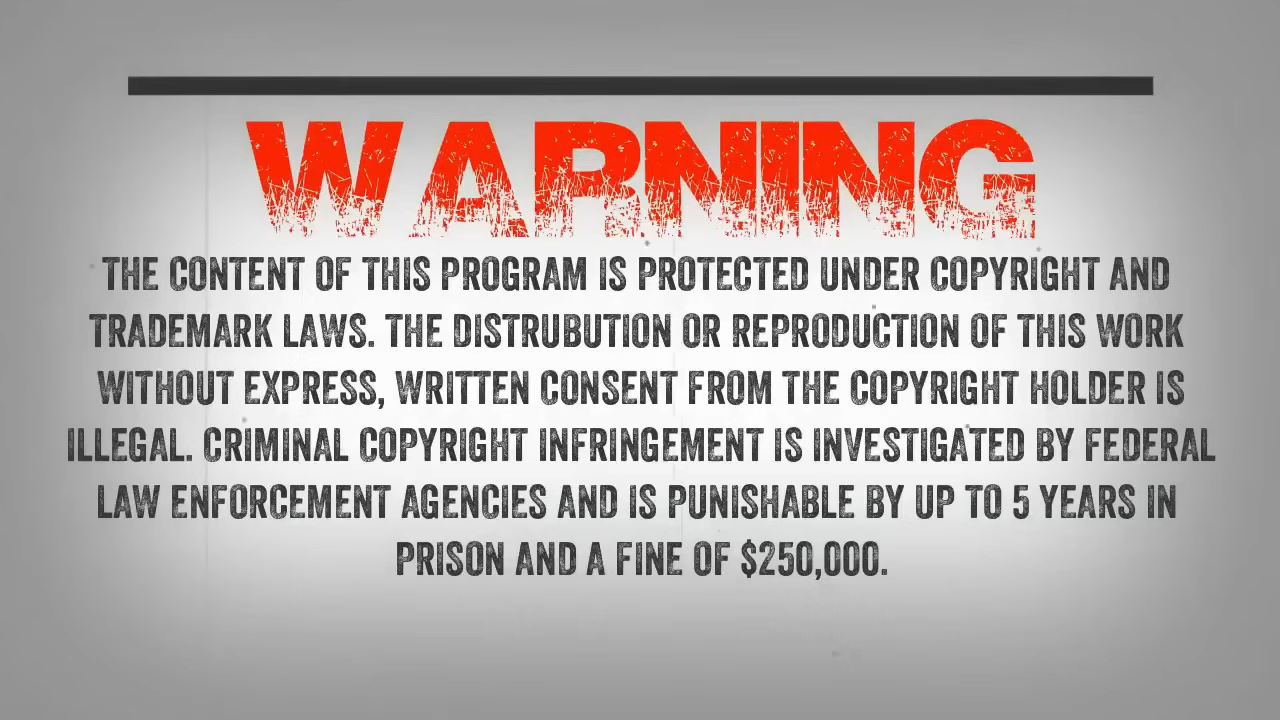 WARNING
THE CONTENT OF THIS PROGRAM IS PROTECTED UNDER COPYRIGHT AND
TRADEMARK LAWS. THE DISTRUBUTION OR REPRODUCTION OF THIS WORK
WITHOUT EXPRESS, WRITTEN CONSENT FROM THE COPYRIGHT HOLDER IS
ILLEGAL. CRIMINAL COPYRIGHT INFRINGEMENT IS INVESTIGATED BY FEDERAL
LAW ENFORCEMENT AGENCIES AND IS PUNISHABLE BY UP TO 5 YEARS IN
PRISON AND A FINE OF $250,000.